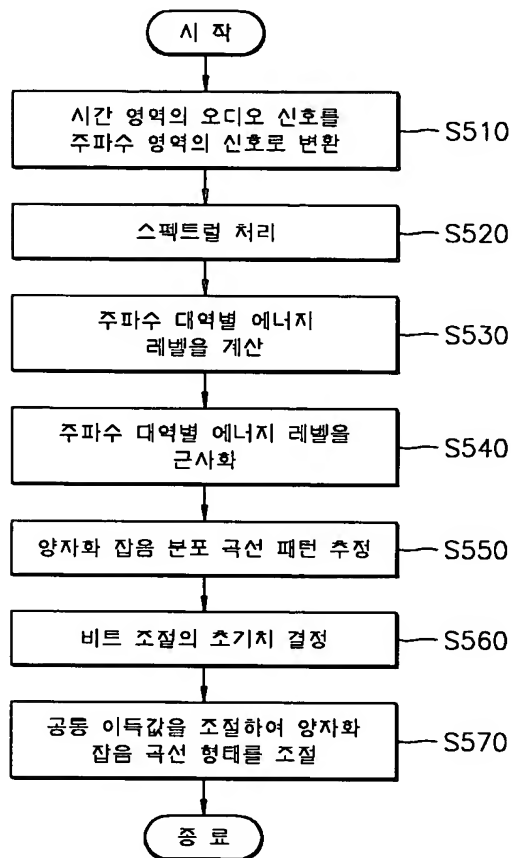 시 작
시간 영역의 오디오 신호를
주파수 영역의 신호로 변환
S510
스펙트럴 처리
S520
주파수 대역별 에너지
레벨을 계산
S530
주파수 대역별 에너지 레벨을
근사화
S540
양자화 잡음 분포 곡선 패턴 추정
S550
비트 조절의 초기치 결정
S560
공통 이득값을 조절하여 양자화
잡음 곡선 형태를 조절
S570
종 료